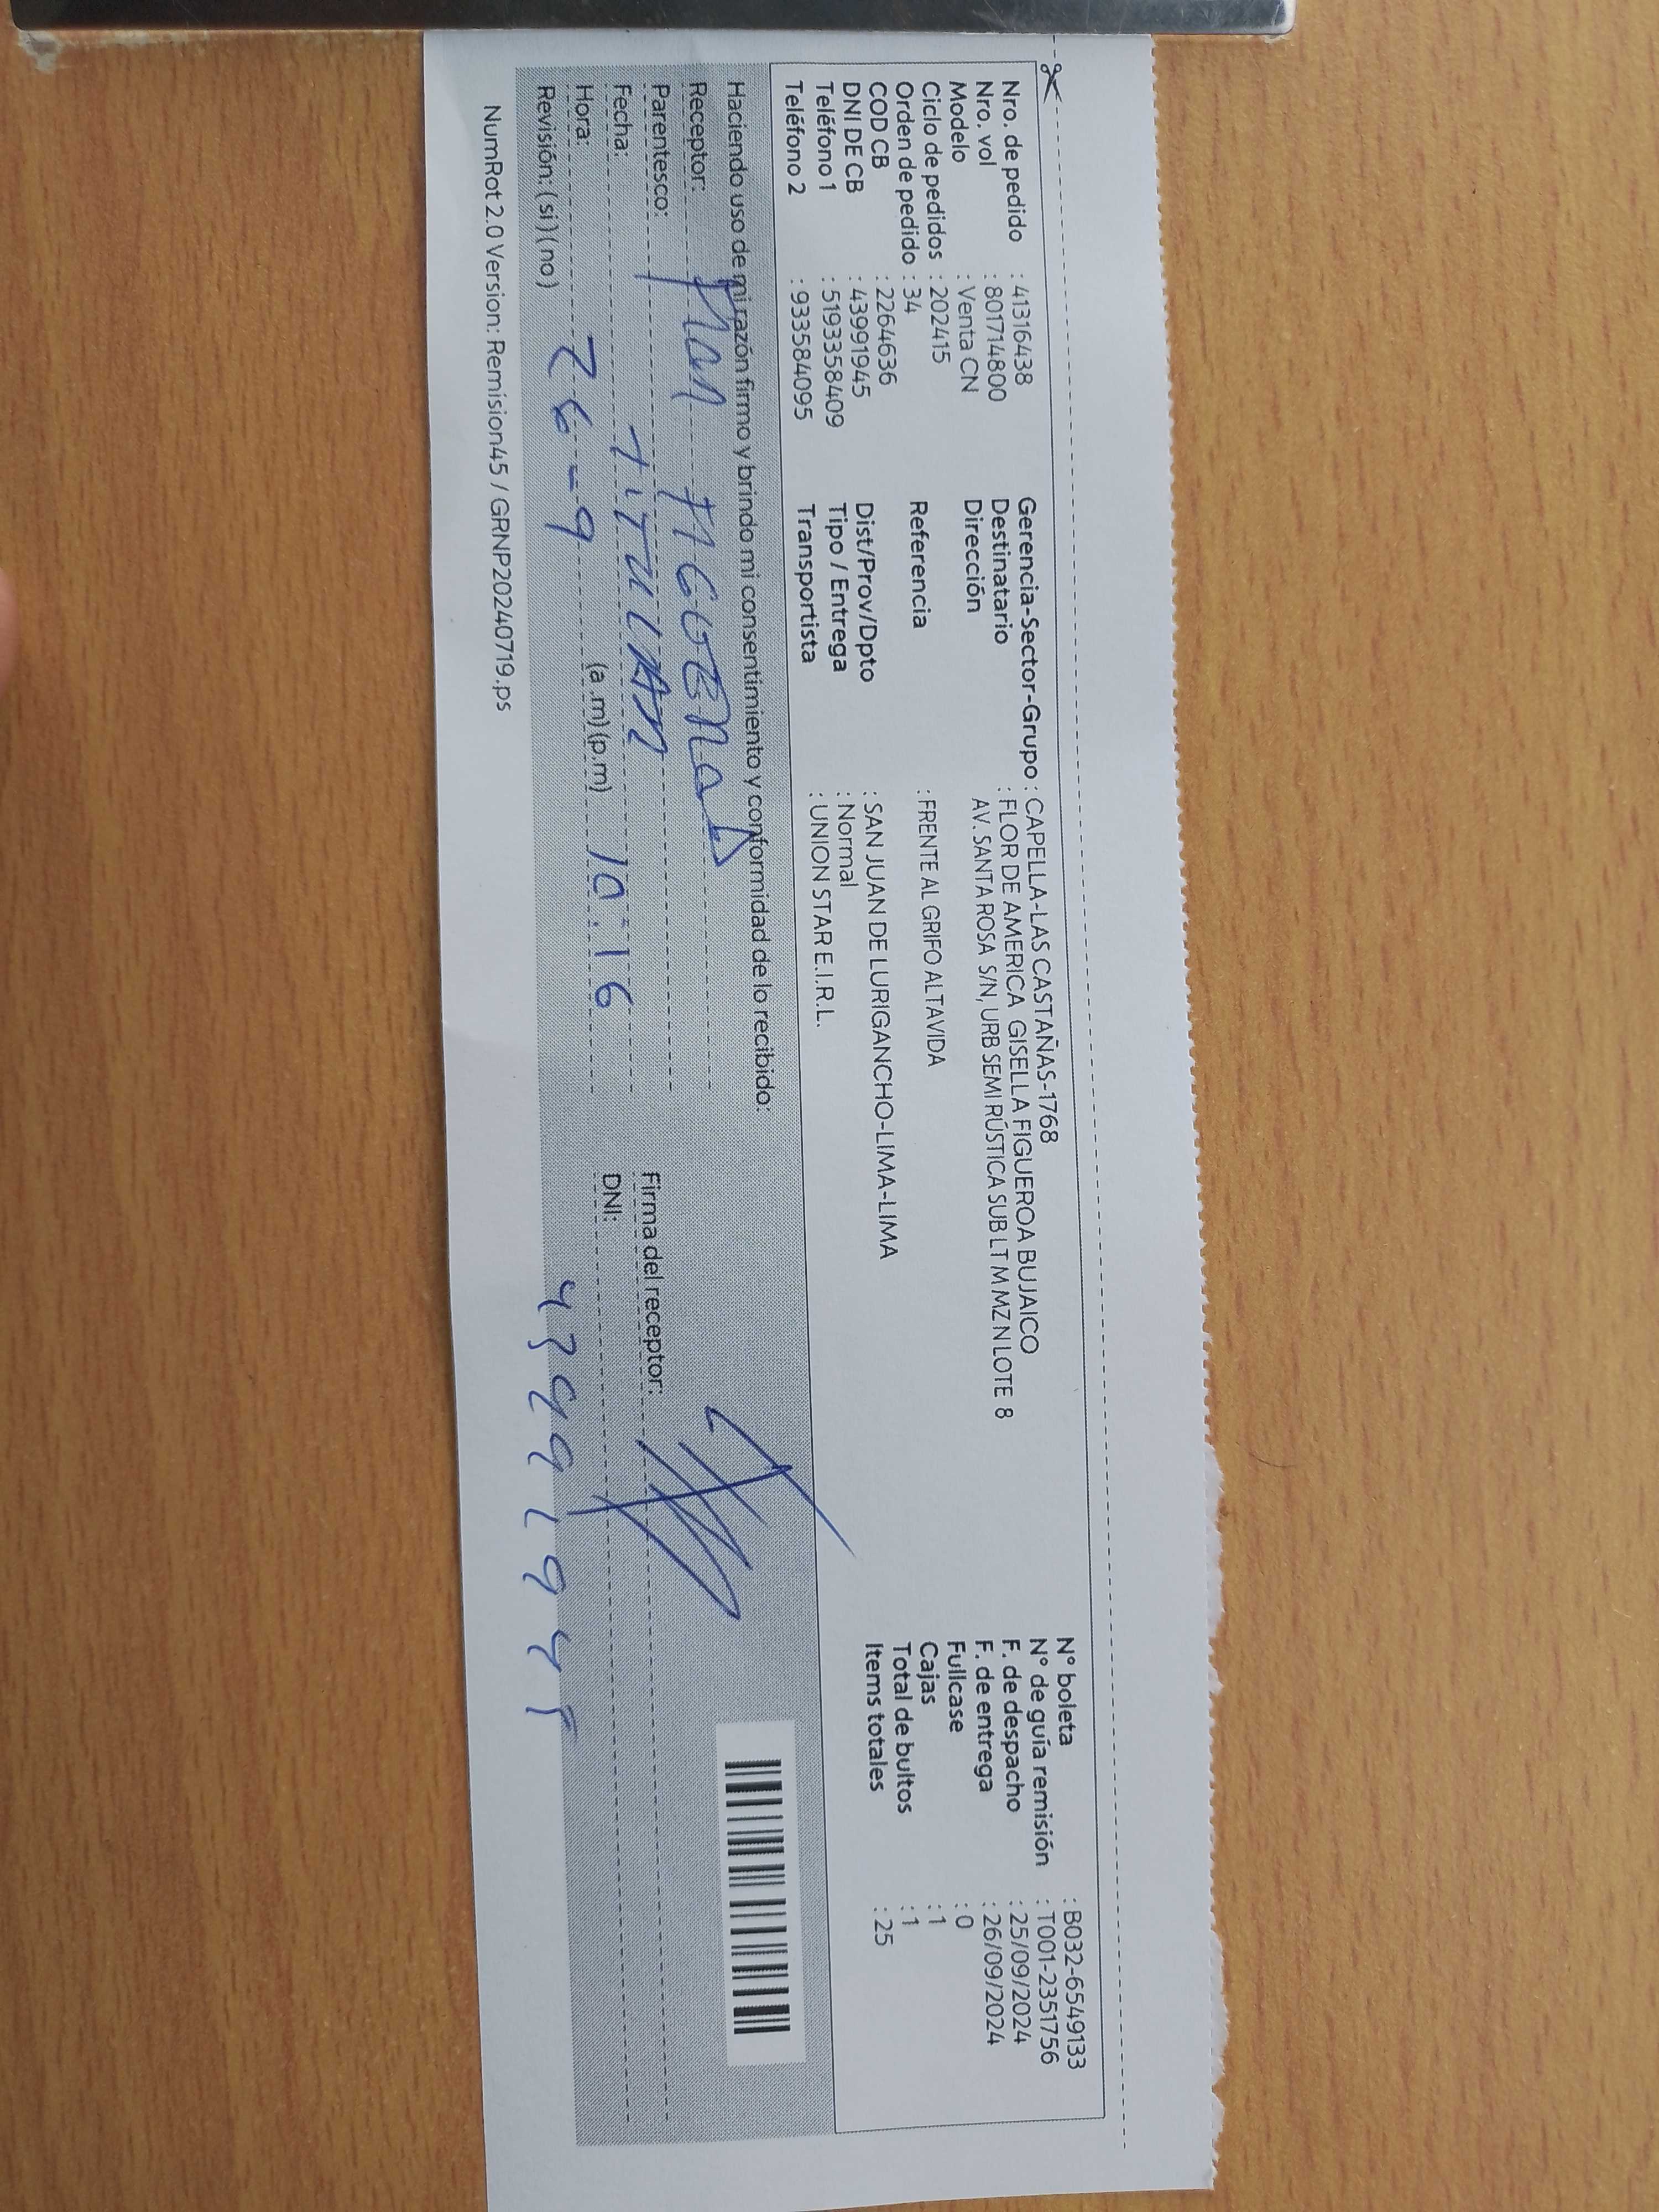 Nro. de pedido : 41316438
Nro. vol : 801714800
Modelo : Venta CN
Ciclo de pedidos : 202415
Orden de pedido : 34
COD CB : 2264636
DNI DE CB : 43991945
Teléfono 1 : 5193358409
Teléfono 2 : 933584095
Gerencia-Sector-Grupo : CAPELLA-LAS CASTAÑAS-1768
Destinatario : FLOR DE AMERICA GISELLA FIGUEROA BUJAICO
Dirección AV. SANTA ROSA S/N, URB SEMI RÚSTICA SUB LT M MZ N LOTE 8
Referencia : FRENTE AL GRIFO ALTAVIDA
Dist/Prov/Dpto : SAN JUAN DE LURIGANCHO-LIMA-LIMA
Tipo / Entrega : Normal
Transportista : UNION STAR E.I.R.L.
N° boleta : B032-6549133
N° de guía remisión : T001-2351756
F. de despacho : 25/09/2024
F. de entrega : 26/09/2024
Fullcase : 0
Cajas : 1
Total de bultos : 1
Items totales : 25
Haciendo uso de mi razón firmo y brindo mi consentimiento y conformidad de lo recibido:
Receptor:
Parentesco: TITULAR
Fecha: 26-9
Hora: (a.m)(p.m) 10:16
Revisión: (si)(no)
Firma del receptor:
DNI: 43991945
NumRot 2.0 Version: Remision45 / GRNP20240719.ps